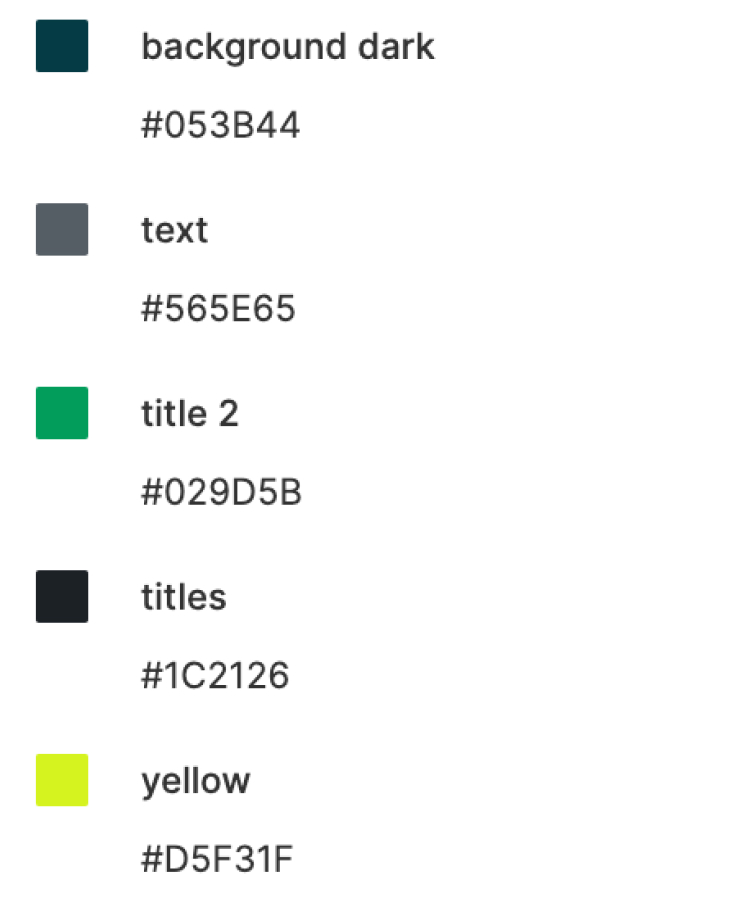 background dark
#053B44
text
#565E65
title 2
#029D5B
titles
#1C2126
yellow
#D5F31F